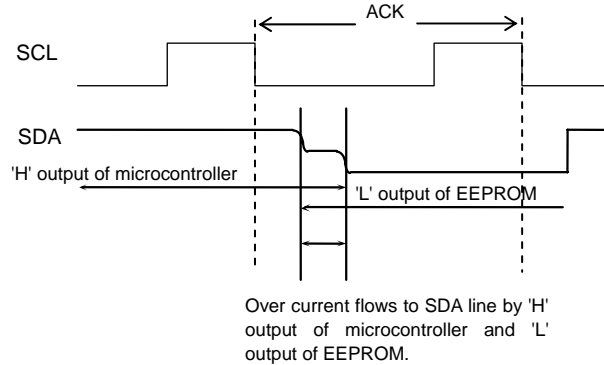 ACK
SCL
SDA
'H' output of microcontroller
'L' output of EEPROM
Over current flows to SDA line by 'H'
output of microcontroller and 'L'
output of EEPROM.